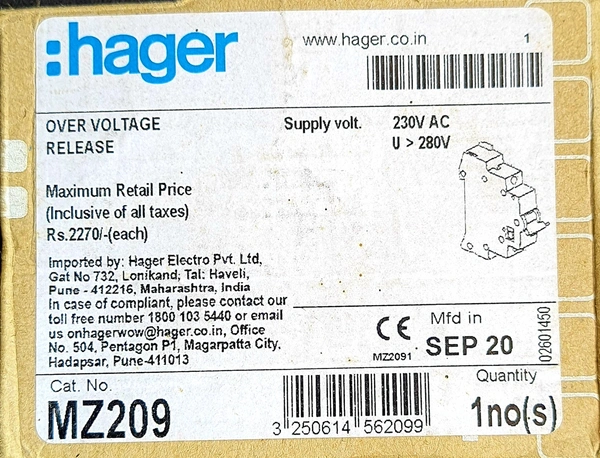 :hager
www.hager.co.in
1
OVER VOLTAGE
RELEASE
Supply volt. 230V AC
U > 280V
Maximum Retail Price
(Inclusive of all taxes)
Rs.2270/-(each)
Imported by: Hager Electro Pvt. Ltd,
Gat No 732, Lonikand; Tal: Haveli,
Pune - 412216, Maharashtra, India
In case of compliant, please contact our
toll free number 1800 103 5440 or email
us onhagerwow@hager.co.in, Office
No. 504, Pentagon P1, Magarpatta City,
Hadapsar, Pune-411013
CE
MZ2091
Mfd in
SEP 20
02601450
Cat. No.
MZ209
3 250614 562099
Quantity
1no(s)